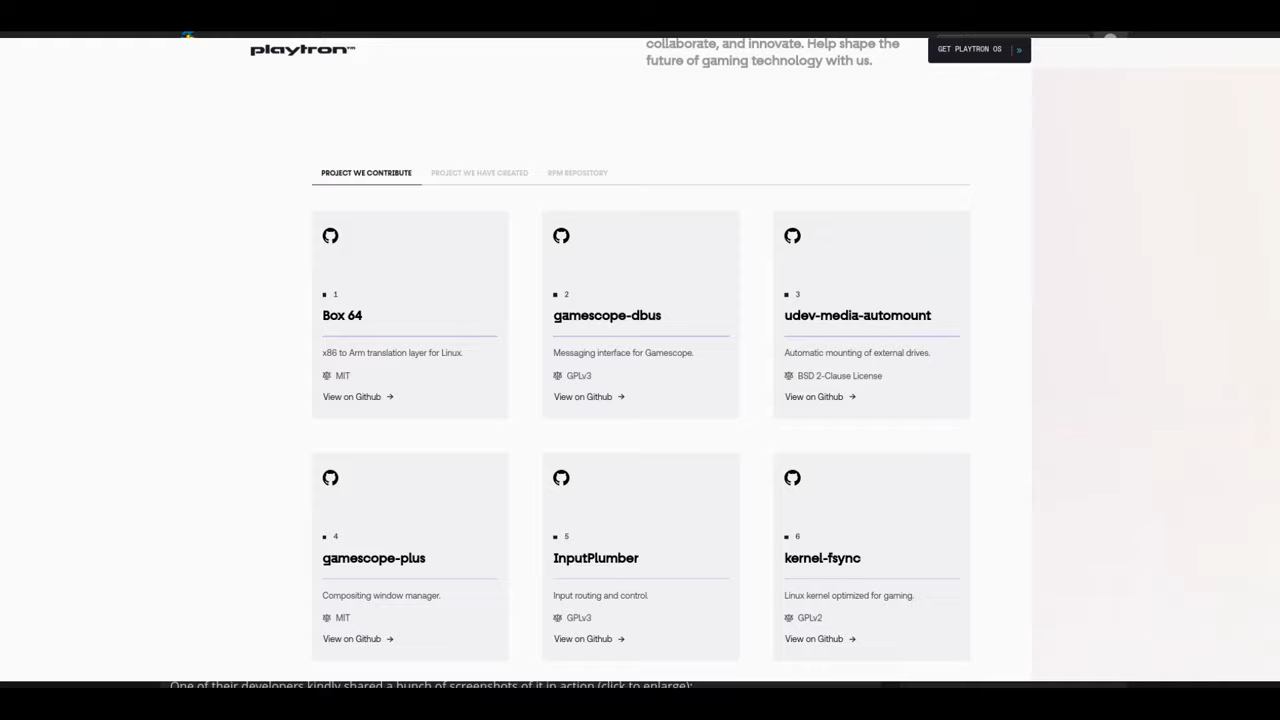 playtron™
collaborate, and innovate. Help shape the
future of gaming technology with us.
GET PLAYTRON OS »
PROJECT WE CONTRIBUTE PROJECT WE HAVE CREATED RPM REPOSITORY
1
Box 64
x86 to Arm translation layer for Linux.
MIT
View on Github →
2
gamescope-dbus
Messaging interface for Gamescope.
GPLv3
View on Github →
3
udev-media-automount
Automatic mounting of external drives.
BSD 2-Clause License
View on Github →
4
gamescope-plus
Compositing window manager.
MIT
View on Github →
5
InputPlumber
Input routing and control.
GPLv3
View on Github →
6
kernel-fsync
Linux kernel optimized for gaming.
GPLv2
View on Github →
One of their developers kindly shared a bunch of screenshots of it in action (click to enlarge):